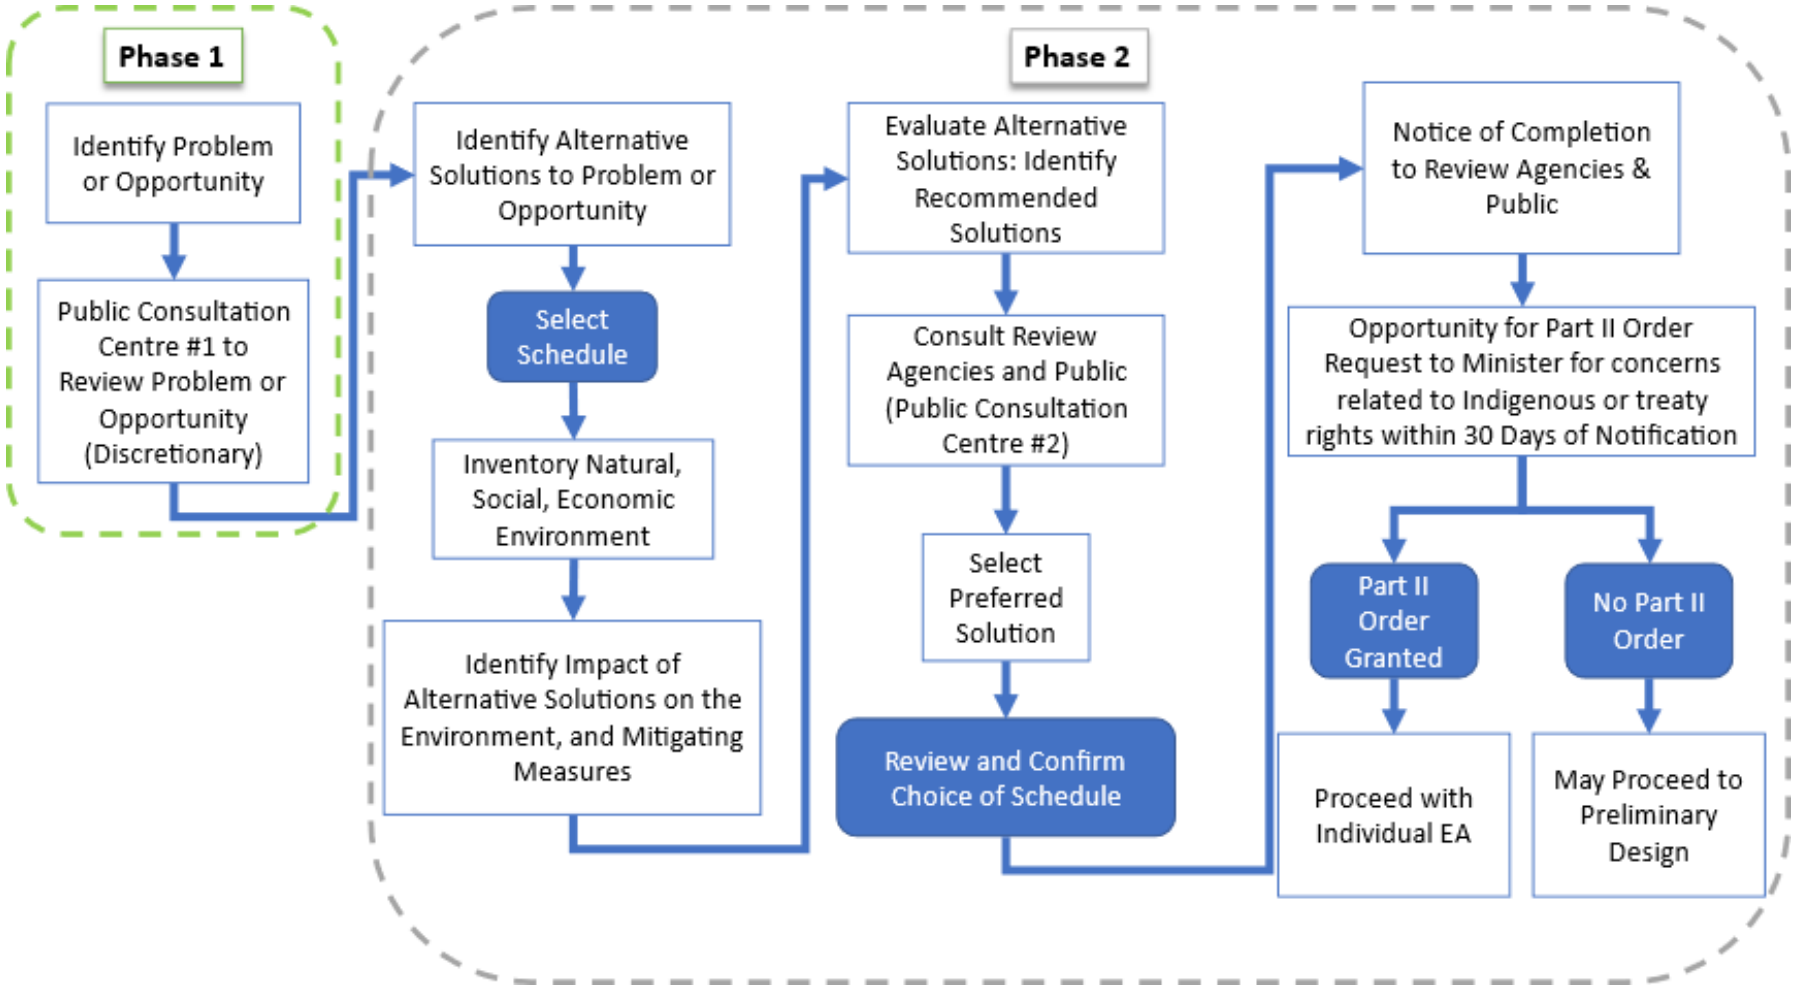 Phase 1
Identify Problem
or Opportunity
Public Consultation
Centre #1 to
Review Problem or
Opportunity
(Discretionary)
Phase 2
Identify Alternative
Solutions to Problem or
Opportunity
Select
Schedule
Inventory Natural,
Social, Economic
Environment
Identify Impact of
Alternative Solutions on the
Environment, and Mitigating
Measures
Evaluate Alternative
Solutions: Identify
Recommended
Solutions
Consult Review
Agencies and Public
(Public Consultation
Centre #2)
Select
Preferred
Solution
Review and Confirm
Choice of Schedule
Notice of Completion
to Review Agencies &
Public
Opportunity for Part II Order
Request to Minister for concerns
related to Indigenous or treaty
rights within 30 Days of Notification
Part II
Order
Granted
Proceed with
Individual EA
No Part II
Order
May Proceed to
Preliminary
Design